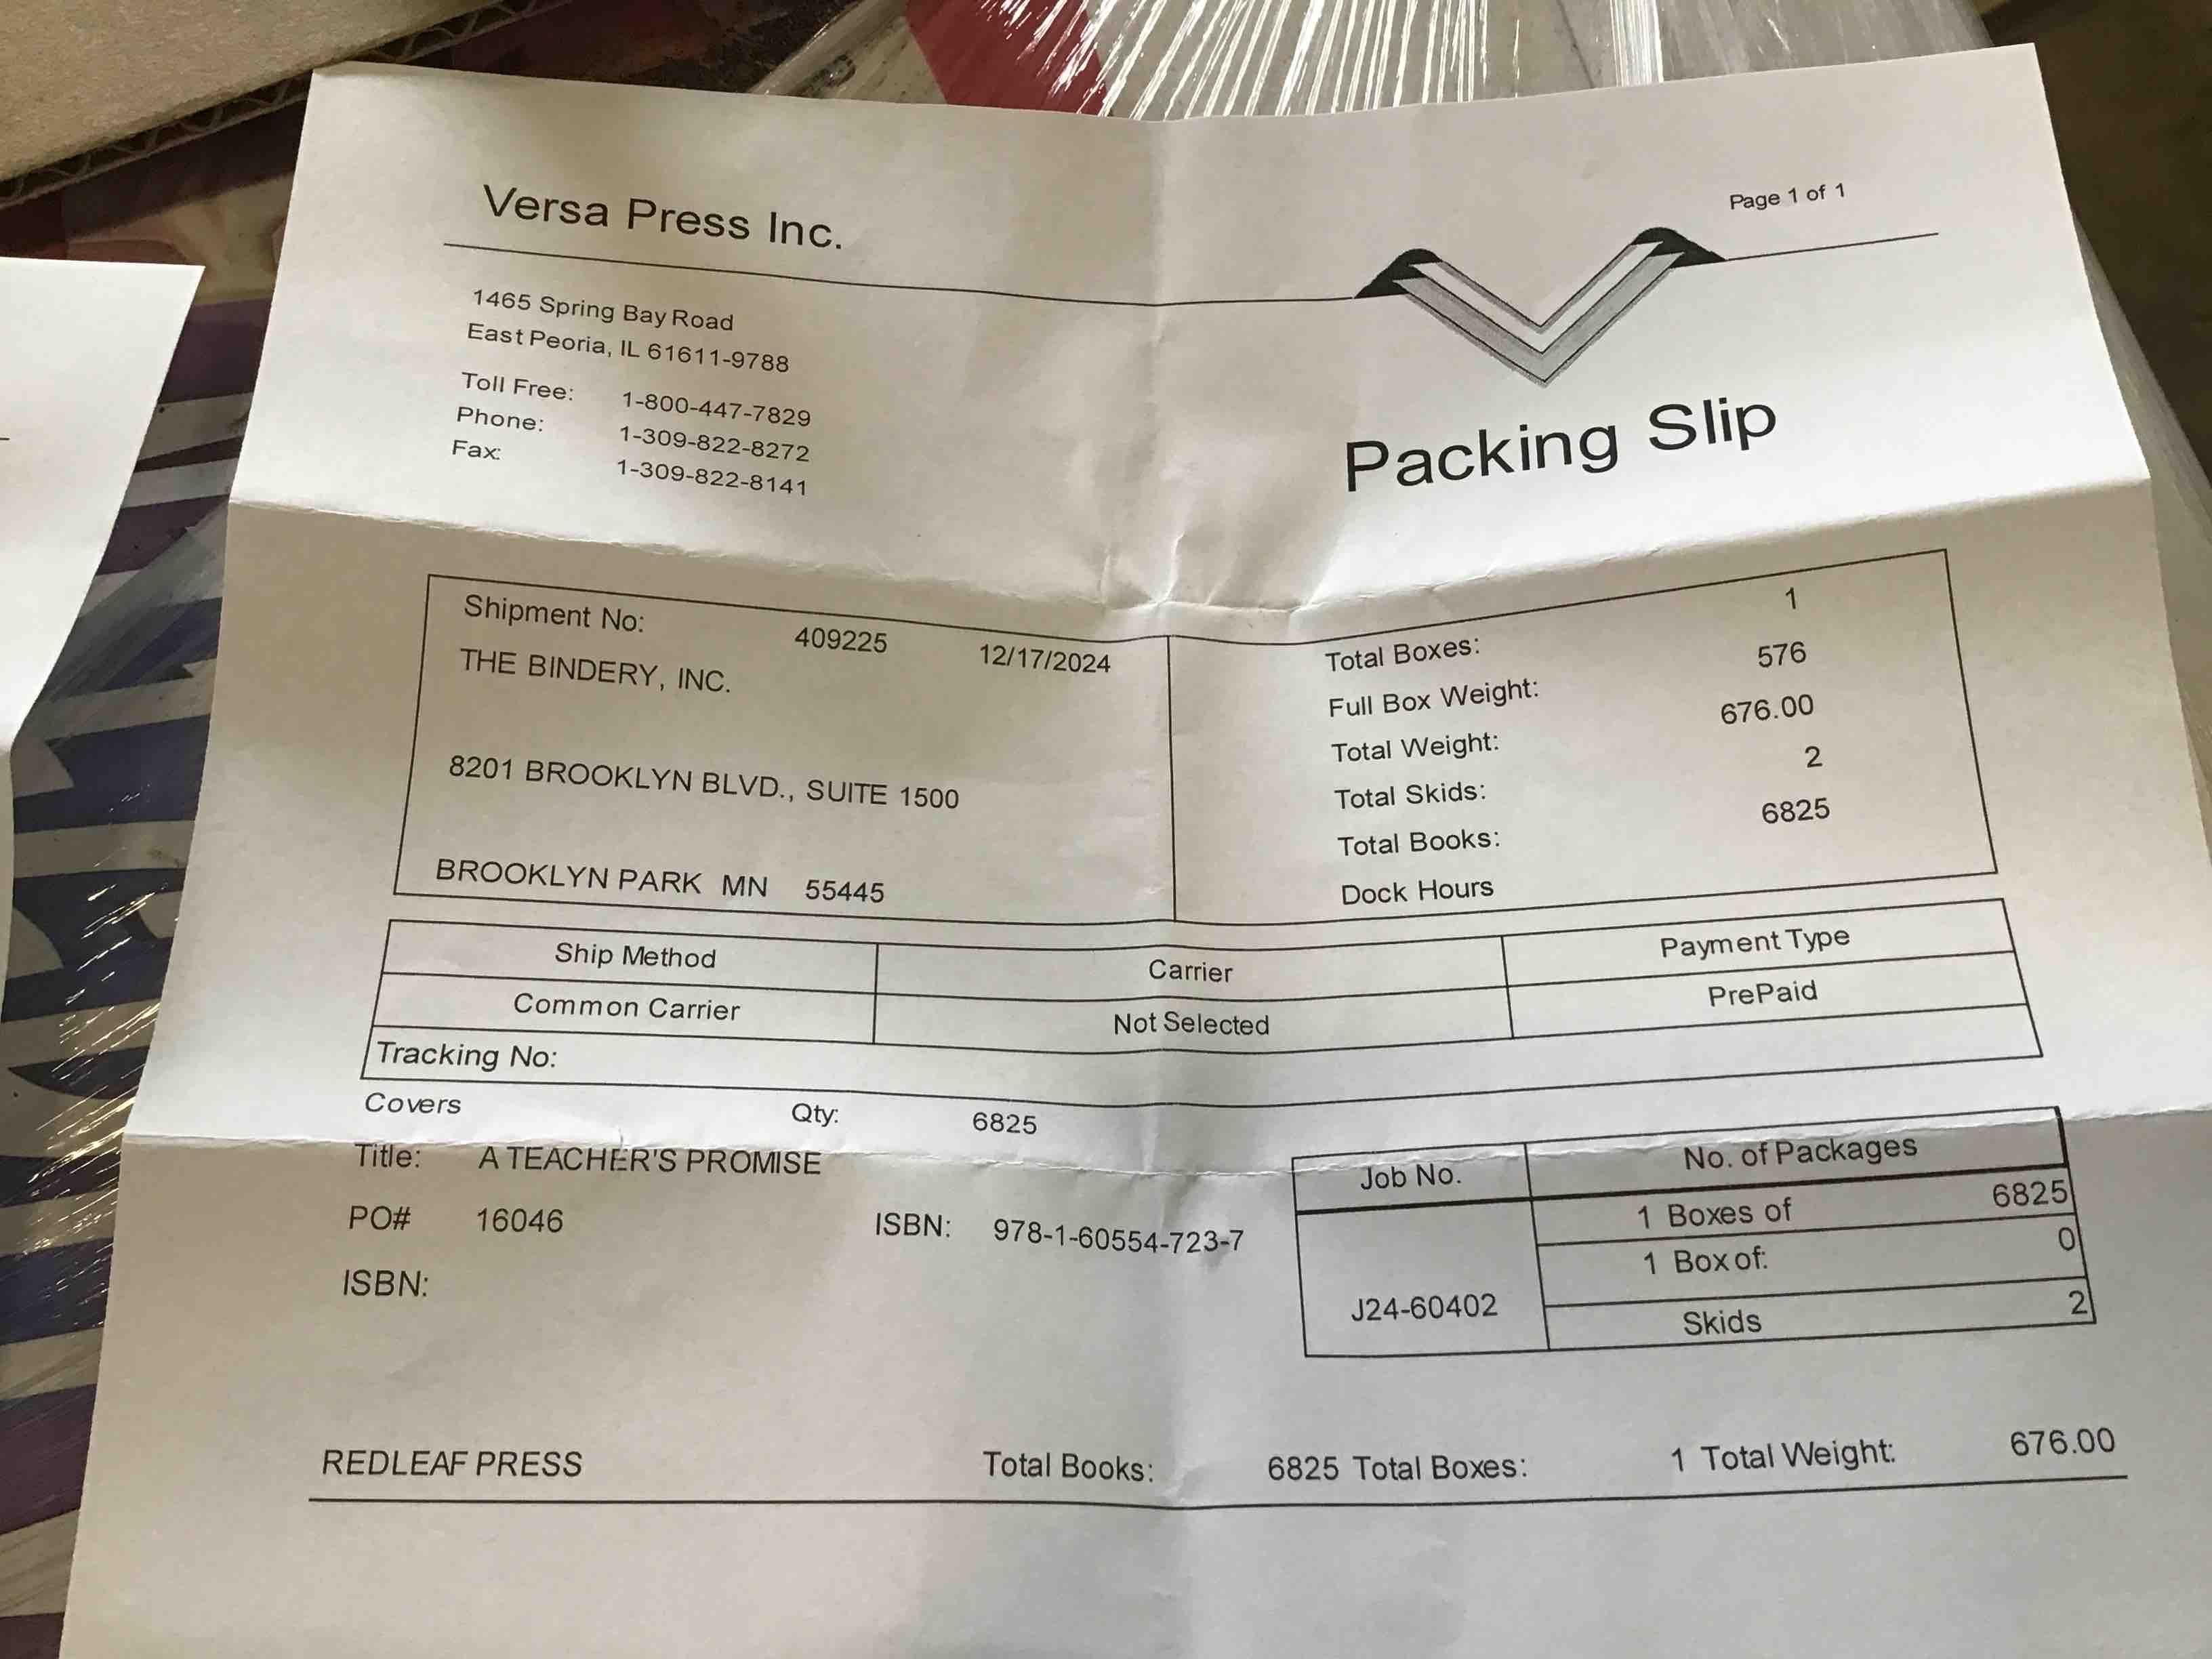 Page 1 of 1
Versa Press Inc.
1465 Spring Bay Road
East Peoria, IL 61611-9788
Toll Free: 1-800-447-7829
Phone: 1-309-822-8272
Fax: 1-309-822-8141
Packing Slip
Shipment No: 409225 12/17/2024
THE BINDERY, INC.
8201 BROOKLYN BLVD., SUITE 1500
BROOKLYN PARK MN 55445
Total Boxes: 1
Full Box Weight: 576
Total Weight: 676.00
Total Skids: 2
Total Books: 6825
Dock Hours
Ship Method Carrier Payment Type
Common Carrier Not Selected PrePaid
Tracking No:
Covers Qty: 6825
Title: A TEACHER'S PROMISE
PO# 16046 ISBN: 978-1-60554-723-7
ISBN:
Job No. No. of Packages
J24-60402
1 Boxes of 6825
1 Box of: 0
Skids 2
REDLEAF PRESS Total Books: 6825 Total Boxes: 1 Total Weight: 676.00